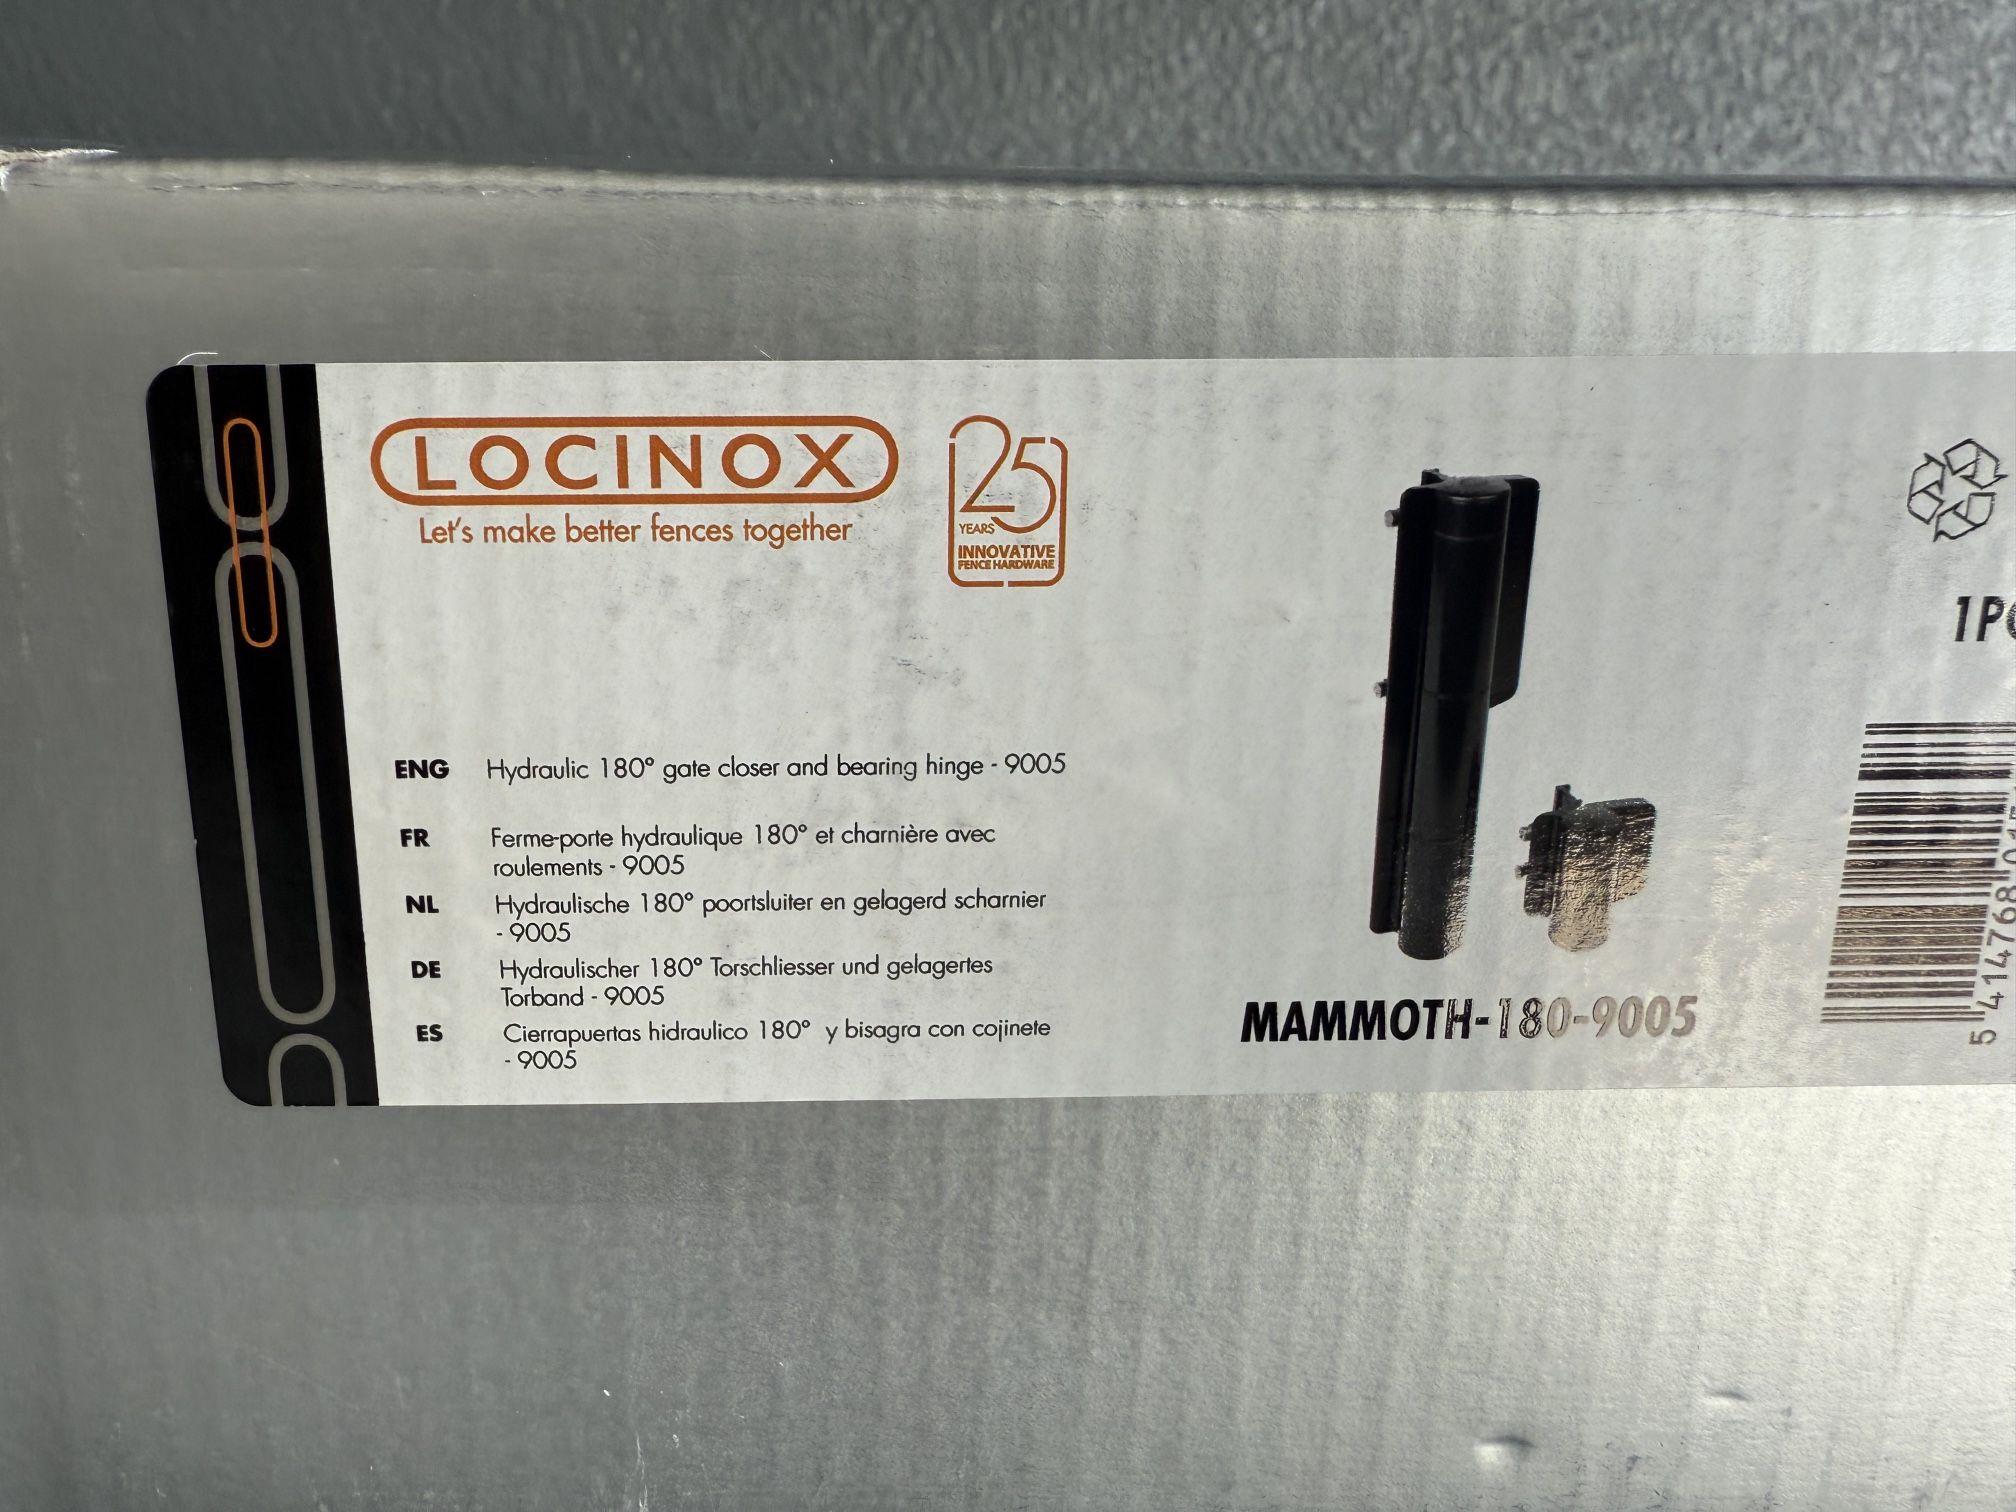 LOCINOX
Let's make better fences together
25
YEARS
INNOVATIVE
FENCE HARDWARE
ENG Hydraulic 180° gate closer and bearing hinge - 9005
FR Ferme-porte hydraulique 180° et charnière avec
roulements - 9005
NL Hydraulische 180° poortsluiter en gelagerd scharnier
- 9005
DE Hydraulischer 180° Torschliesser und gelagertes
Torband - 9005
ES Cierrapuertas hidraulico 180° y bisagra con cojinete
- 9005
MAMMOTH-180-9005
5 414768